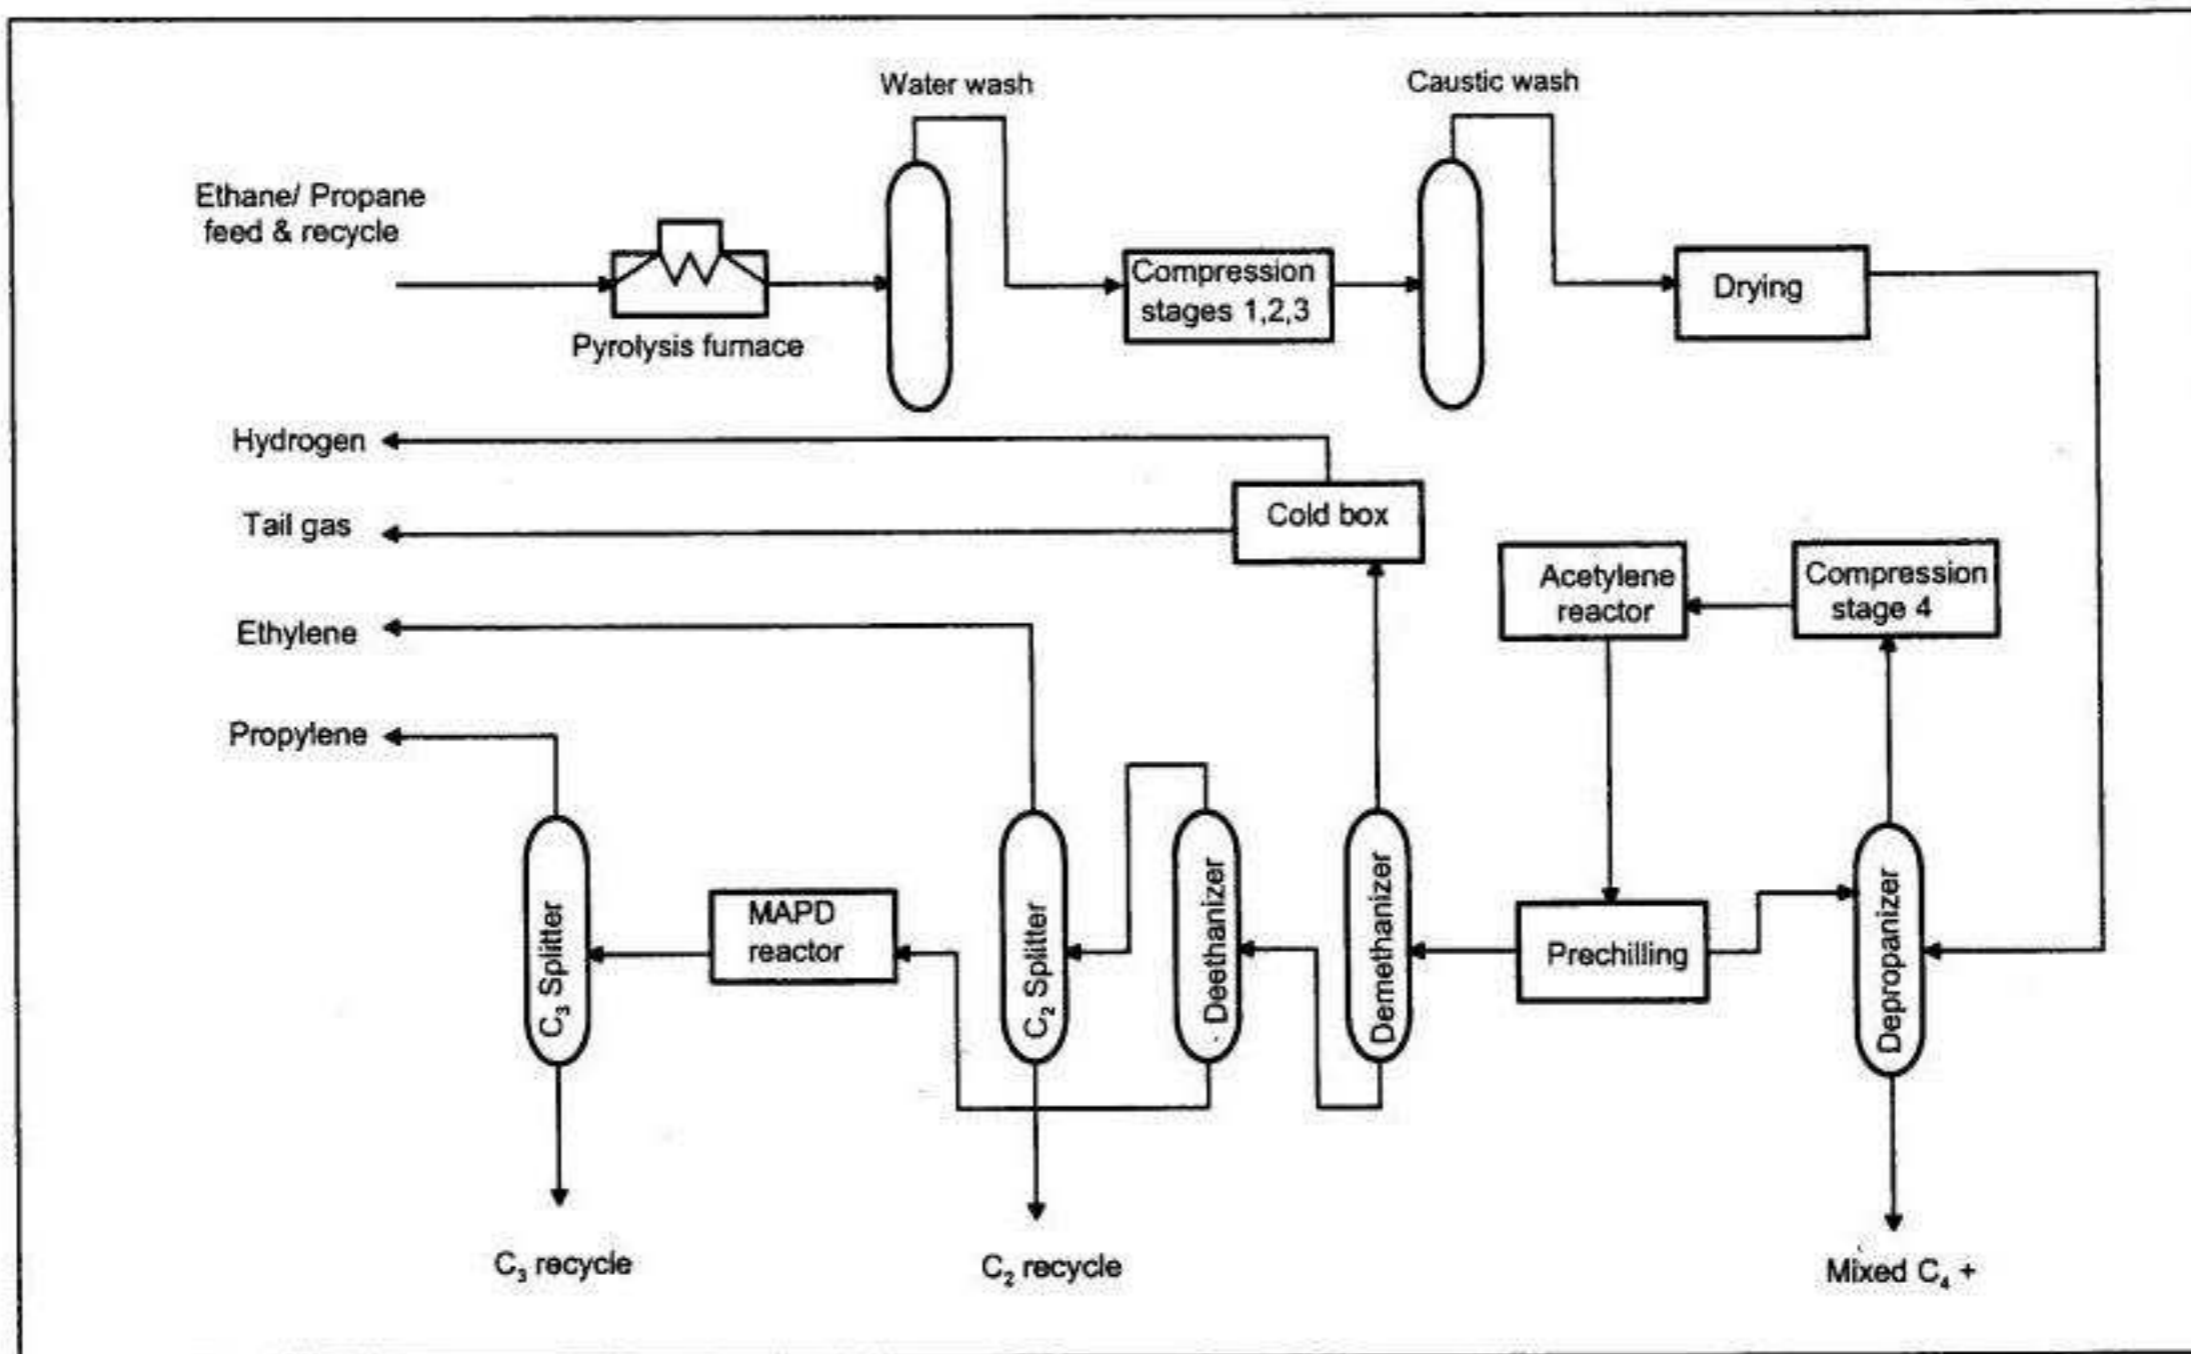 Water wash
Caustic wash
Ethane/ Propane
feed & recycle
Compression
stages 1,2,3
Drying
Pyrolysis furnace
Hydrogen
Cold box
Tail gas
Acetylene
reactor
Compression
stage 4
Ethylene
Propylene
C₃ Splitter
MAPD
reactor
C₂ Splitter
Deethanizer
Demethanizer
Prechilling
Depropanizer
C₃ recycle
C₂ recycle
Mixed C₄ +